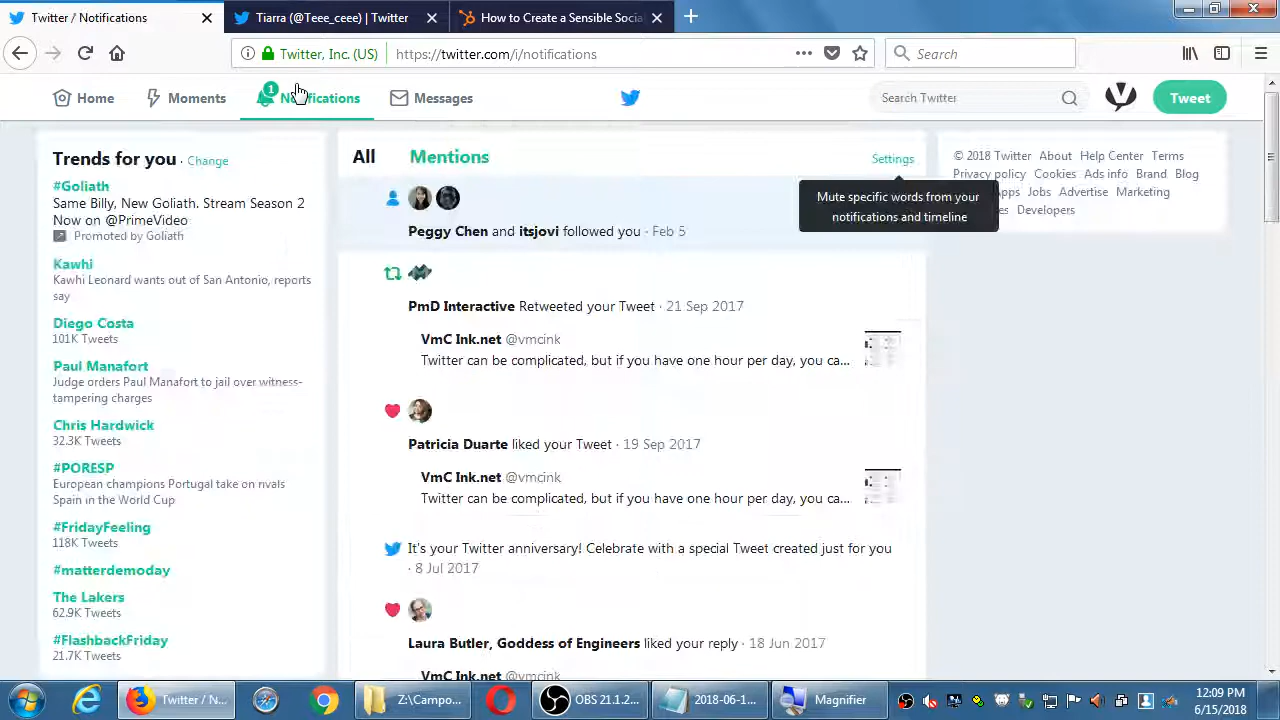 Twitter / Notifications
Tiarra (@Teee_ceee) | Twitter
How to Create a Sensible Socia
Twitter, Inc. (US)
https://twitter.com/i/notifications
Search
Home
Moments
1
Notifications
Messages
Search Twitter
Tweet
Trends for you · Change
#Goliath
Same Billy, New Goliath. Stream Season 2
Now on @PrimeVideo
Promoted by Goliath
Kawhi
Kawhi Leonard wants out of San Antonio, reports
say
Diego Costa
101K Tweets
Paul Manafort
Judge orders Paul Manafort to jail over witness-
tampering charges
Chris Hardwick
32.3K Tweets
#PORESP
European champions Portugal take on rivals
Spain in the World Cup
#FridayFeeling
118K Tweets
#matterdemoday
The Lakers
62.9K Tweets
#FlashbackFriday
21.7K Tweets
All
Mentions
Settings
Mute specific words from your
notifications and timeline
Peggy Chen and itsjovi followed you · Feb 5
PmD Interactive Retweeted your Tweet · 21 Sep 2017
VmC Ink.net @vmcink
Twitter can be complicated, but if you have one hour per day, you ca...
Patricia Duarte liked your Tweet · 19 Sep 2017
VmC Ink.net @vmcink
Twitter can be complicated, but if you have one hour per day, you ca...
It's your Twitter anniversary! Celebrate with a special Tweet created just for you
· 8 Jul 2017
Laura Butler, Goddess of Engineers liked your reply · 18 Jun 2017
VmC Ink.net @vmcink
© 2018 Twitter About Help Center Terms
Privacy policy Cookies Ads info Brand Blog
Jobs Advertise Marketing
Developers
Twitter / N...
Z:\Campo...
OBS 21.1.2...
2018-06-1...
Magnifier
12:09 PM
6/15/2018